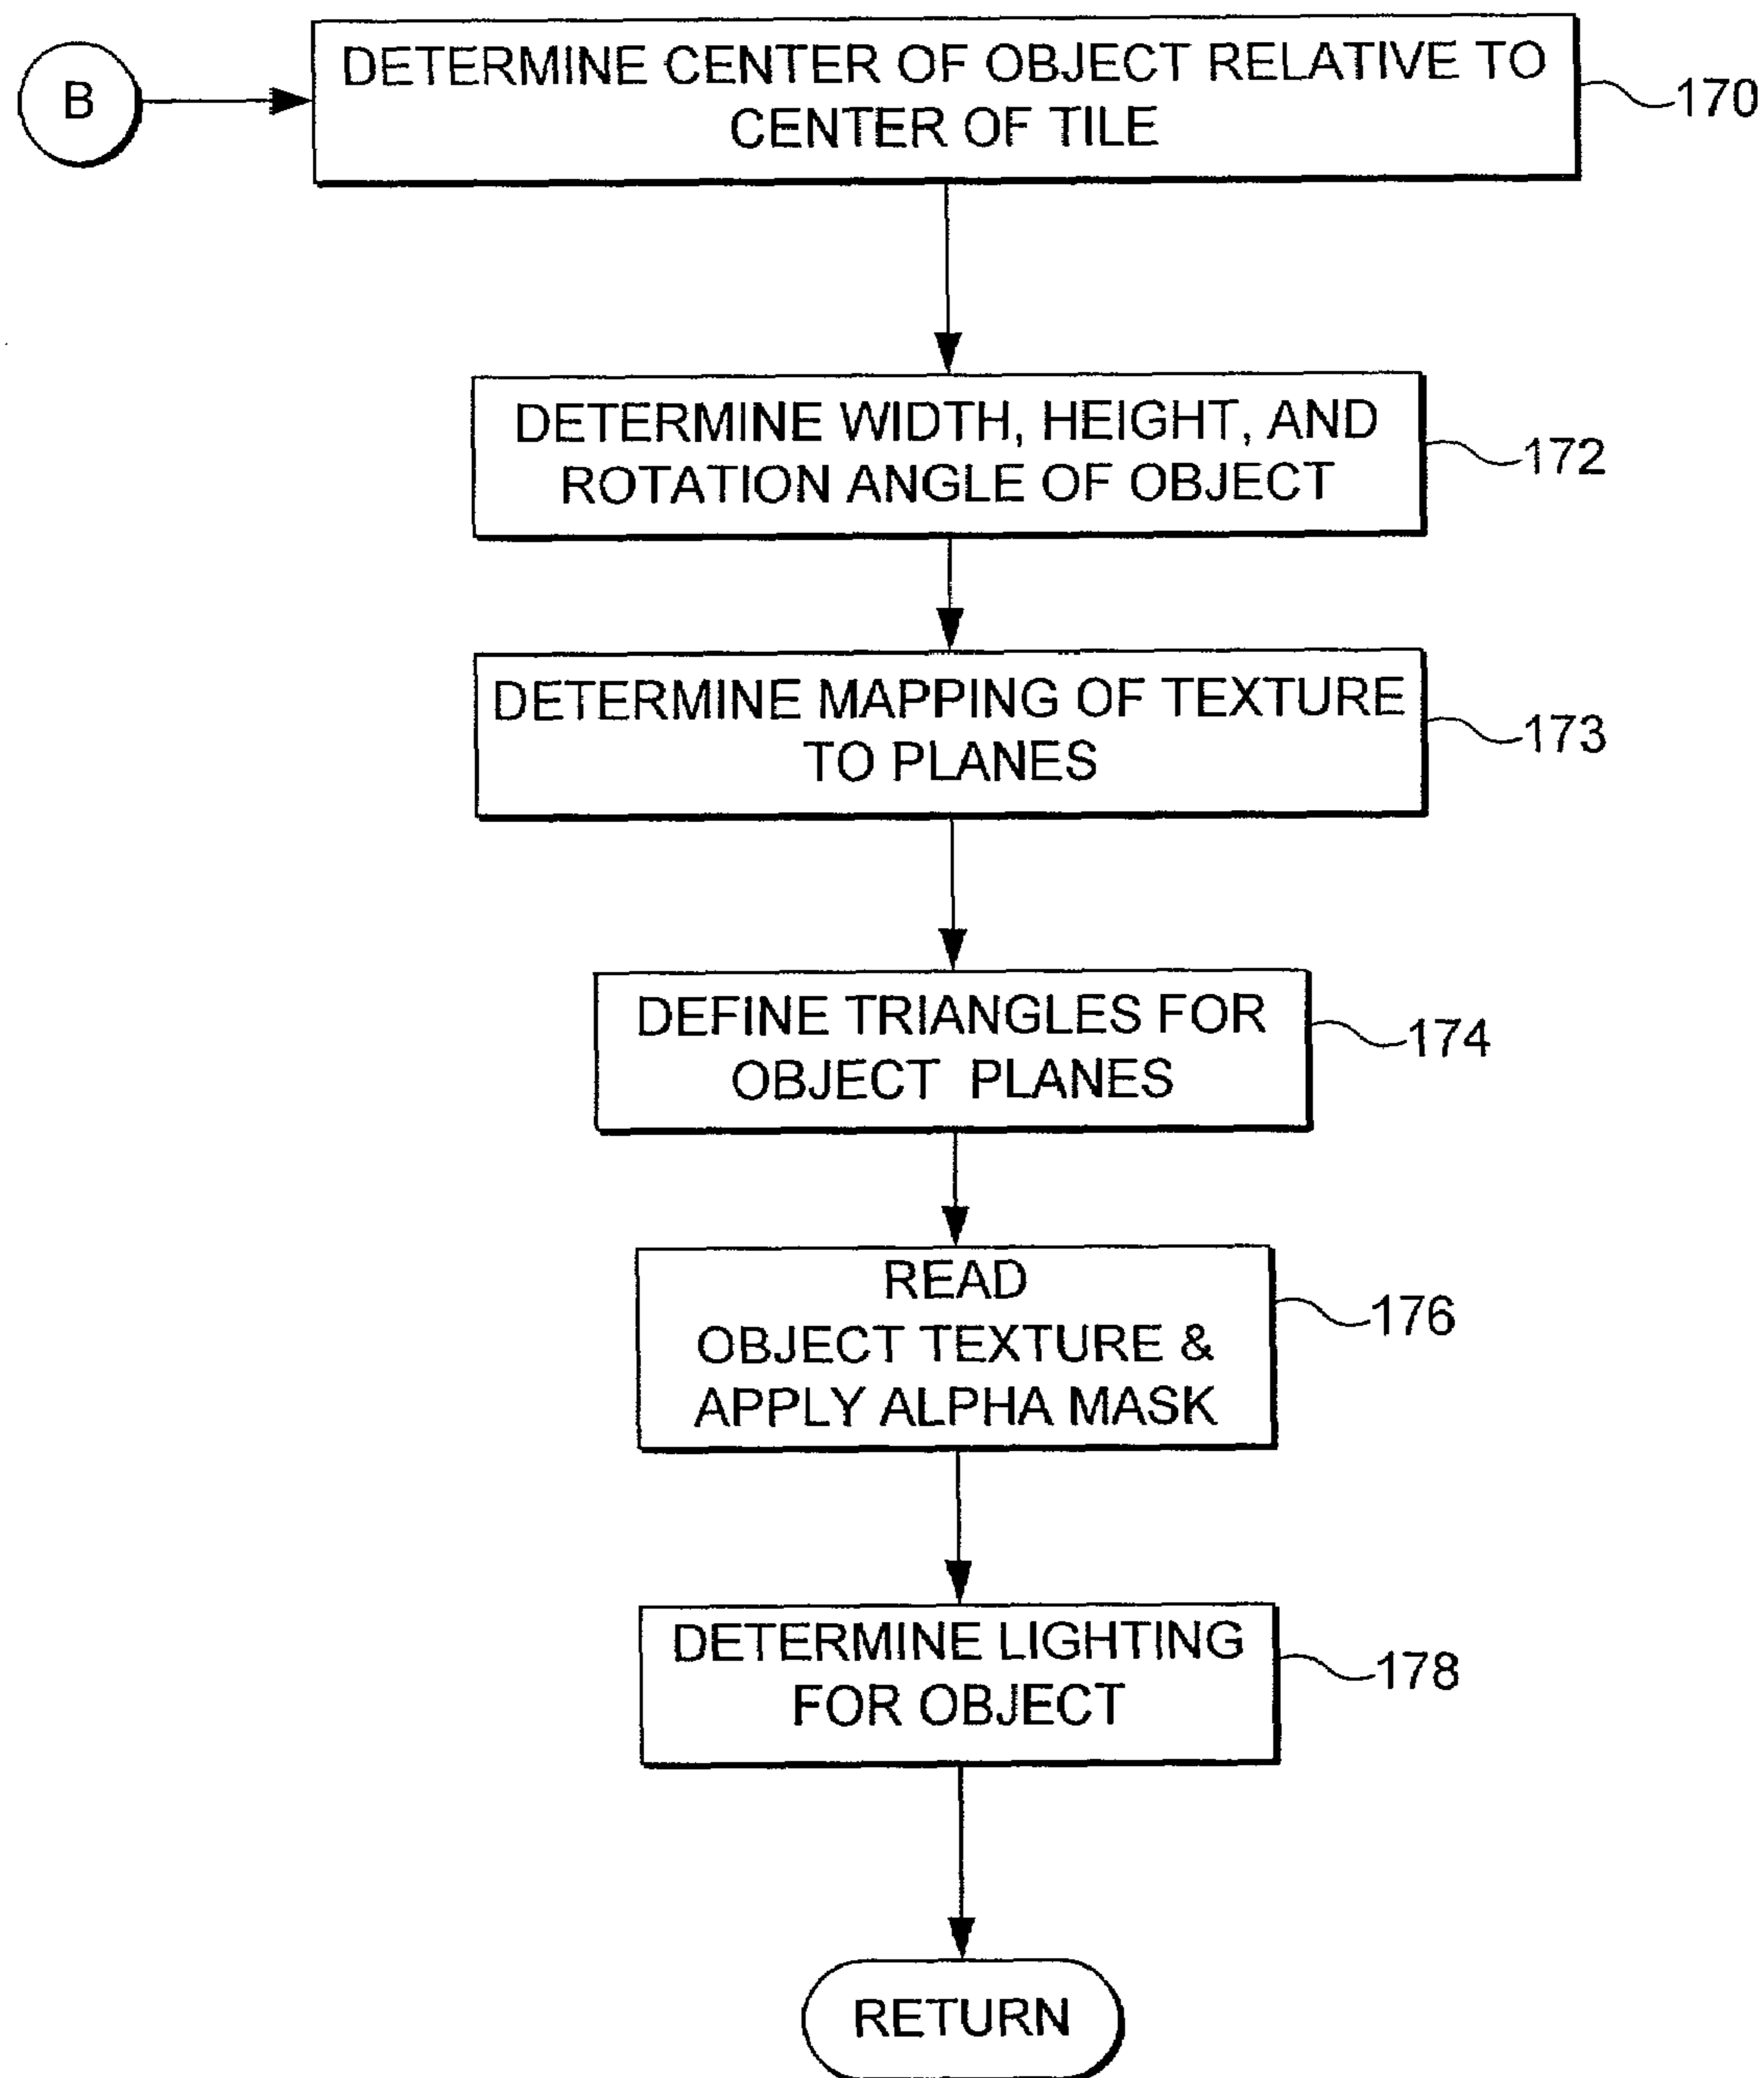 B
DETERMINE CENTER OF OBJECT RELATIVE TO
CENTER OF TILE
170
DETERMINE WIDTH, HEIGHT, AND
ROTATION ANGLE OF OBJECT
172
DETERMINE MAPPING OF TEXTURE
TO PLANES
173
DEFINE TRIANGLES FOR
OBJECT PLANES
174
READ
OBJECT TEXTURE &
APPLY ALPHA MASK
176
DETERMINE LIGHTING
FOR OBJECT
178
RETURN